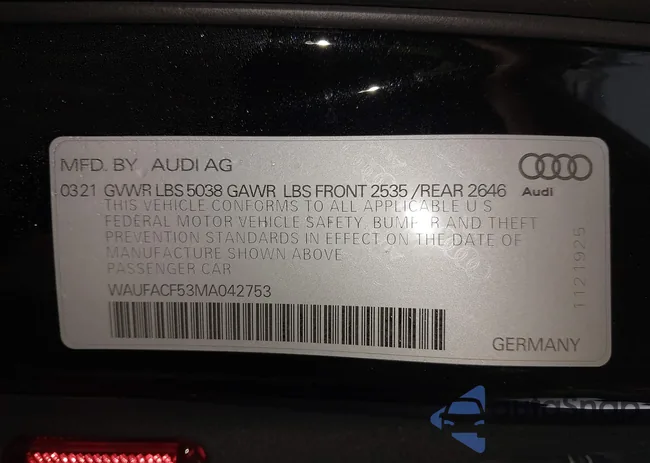 MFD. BY AUDI AG
0321 GVWR LBS 5038 GAWR LBS FRONT 2535 /REAR 2646
Audi
THIS VEHICLE CONFORMS TO ALL APPLICABLE U S
FEDERAL MOTOR VEHICLE SAFETY, AND THEFT
PREVENTION STANDARDS IN EFFECT ON THE DATE OF
MANUFACTURE SHOWN ABOVE
PASSENGER CAR
WAUFACF53MA042753
GERMANY
1121925